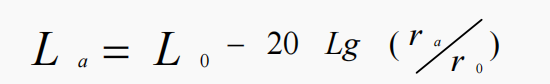 L a = L 0 − 20 Lg (r a / r 0)